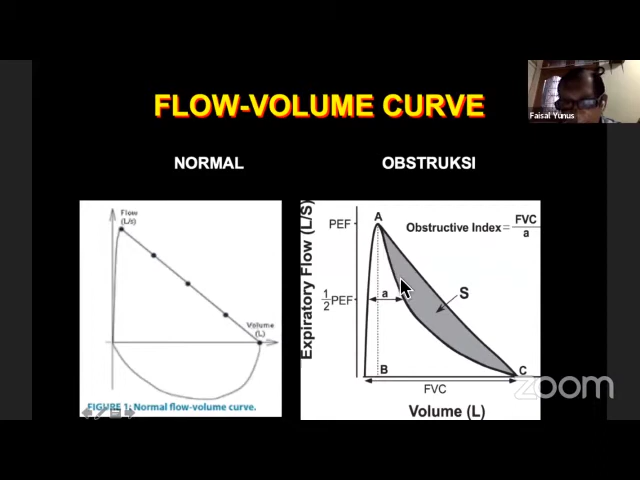 Faisal Yunus
FLOW-VOLUME CURVE
NORMAL
OBSTRUKSI
Flow
(L/s)
Volume
(L)
FIGURE 1: Normal flow-volume curve.
Expiratory Flow (L/S)
PEF
A
Obstructive Index = FVC
a
1
2 PEF
a
S
B
C
FVC
Volume (L)
zoom